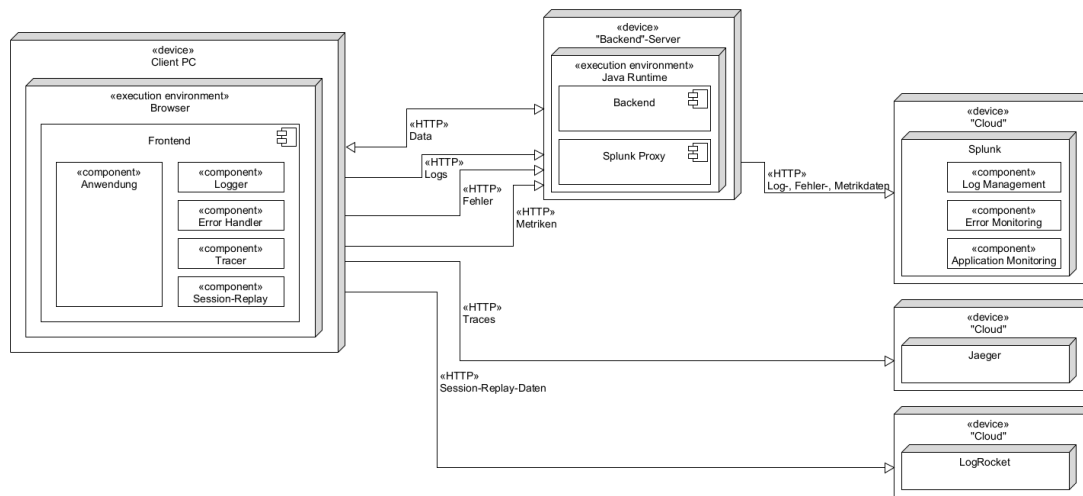 «device»
Client PC
«execution environment»
Browser
Frontend
«component»
Anwendung
«component»
Logger
«component»
Error Handler
«component»
Tracer
«component»
Session-Replay
«HTTP»
Data
«HTTP»
Logs
«HTTP»
Fehler
«HTTP»
Metriken
«HTTP»
Traces
«HTTP»
Session-Replay-Daten
«device»
"Backend"-Server
«execution environment»
Java Runtime
Backend
Splunk Proxy
«HTTP»
Log-, Fehler-, Metrikdaten
«device»
"Cloud"
Splunk
«component»
Log Management
«component»
Error Monitoring
«component»
Application Monitoring
«device»
"Cloud"
Jaeger
«device»
"Cloud"
LogRocket